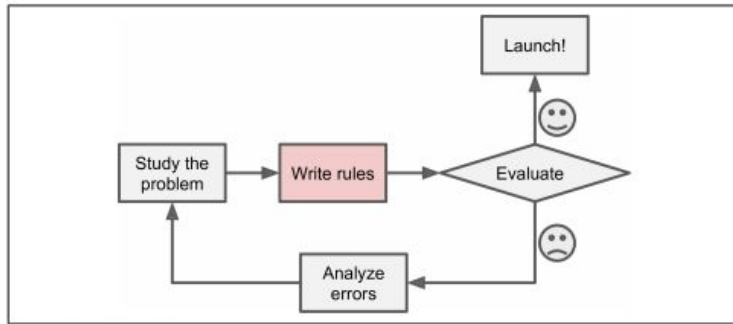 Launch!
Study the
problem
Write rules
Evaluate
Analyze
errors